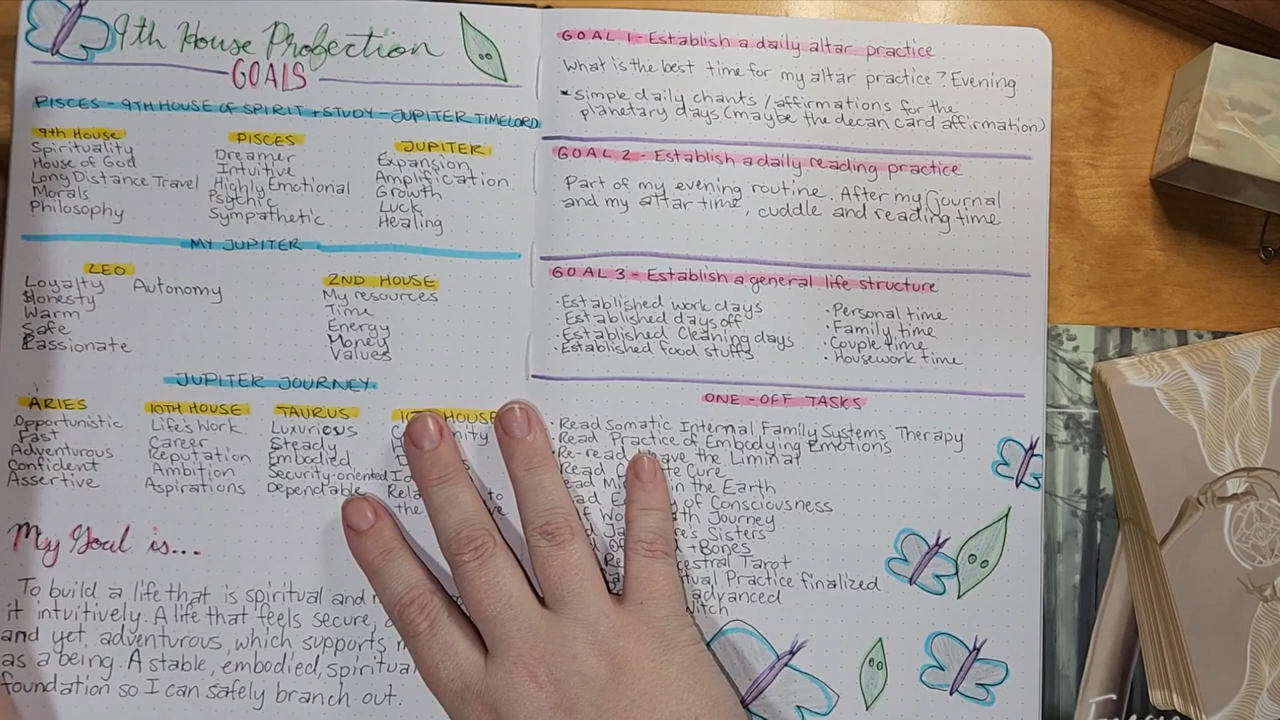 9th House Profection
GOALS
PISCES - 9TH HOUSE OF SPIRIT + STUDY - JUPITER TIMELORD
9th House
Spirituality
House of God
Long Distance Travel
Morals
Philosophy
PISCES
Dreamer
Intuitive
Highly Emotional
Psychic
Sympathetic
JUPITER
Expansion
Amplification
Growth
Luck
Healing
MY JUPITER
LEO
Loyalty Autonomy
Honesty
Warm
Safe
Passionate
2ND HOUSE
My resources
Time
Energy
Money
Values
JUPITER JOURNEY
ARIES
Opportunistic
Fast
Adventurous
Confident
Assertive
10TH HOUSE
Life's Work
Career
Reputation
Ambition
Aspirations
TAURUS
Luxurious
Steady
Embodied
Security-oriented
Dependable
HOUSE
to
the
My Goal is...
To build a life that is spiritual and
it intuitively. A life that feels secure,
and yet, adventurous, which supports
as a being. A stable, embodied,
foundation so I can safely branch out.
GOAL 1 - Establish a daily altar practice
What is the best time for my altar practice? Evening
*simple daily chants / affirmations for the
planetary days (maybe the decan card affirmation)
GOAL 2 - Establish a daily reading practice
Part of my evening routine. After my journal
and my altar time, cuddle and reading time
GOAL 3 - Establish a general life structure
· Established work days
· Established days off
· Established Cleaning days
· Established food stuffs
· Personal time
· Family time
· Couple time
· Housework time
ONE-OFF TASKS
· Read Somatic Internal Family Systems Therapy
· Read Practice of Embodying Emotions
· Re-read the Liminal
Read Cure
in the Earth
of Consciousness
Journey
Sisters
+ Bones
Ancestral Tarot
Practice finalized
advanced